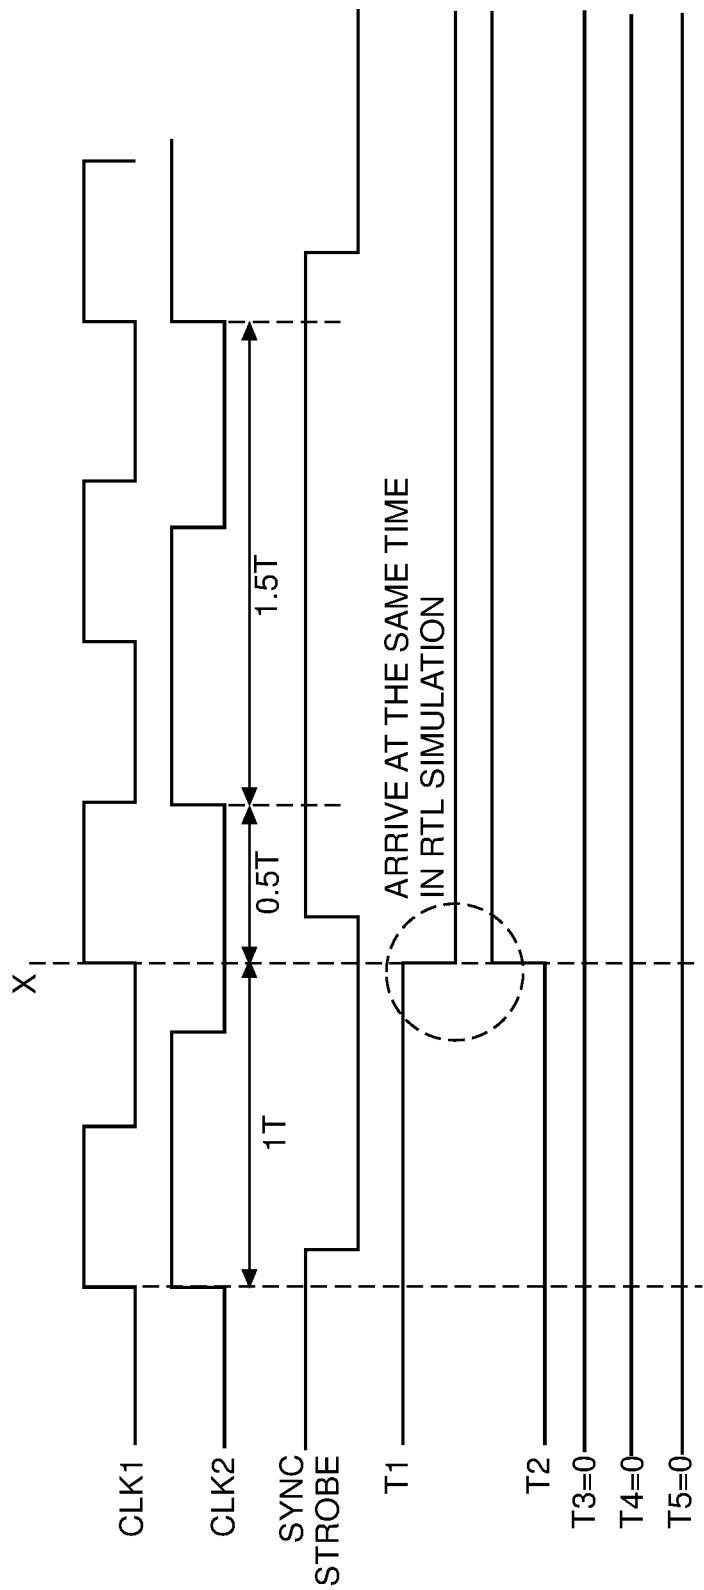 X
CLK1
CLK2
1T
0.5T
1.5T
SYNC
STROBE
ARRIVE AT THE SAME TIME
IN RTL SIMULATION
T1
T2
T3=0
T4=0
T5=0